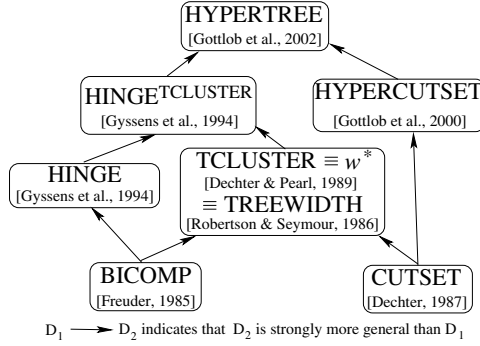 HYPERTREE
[Gottlob et al., 2002]
HINGE^TCLUSTER
[Gyssens et al., 1994]
HYPERCUTSET
[Gottlob et al., 2000]
HINGE
[Gyssens et al., 1994]
TCLUSTER ≡ w*
[Dechter & Pearl, 1989]
≡ TREEWIDTH
[Robertson & Seymour, 1986]
BICOMP
[Freuder, 1985]
CUTSET
[Dechter, 1987]
D₁ ⟶ D₂ indicates that D₂ is strongly more general than D₁